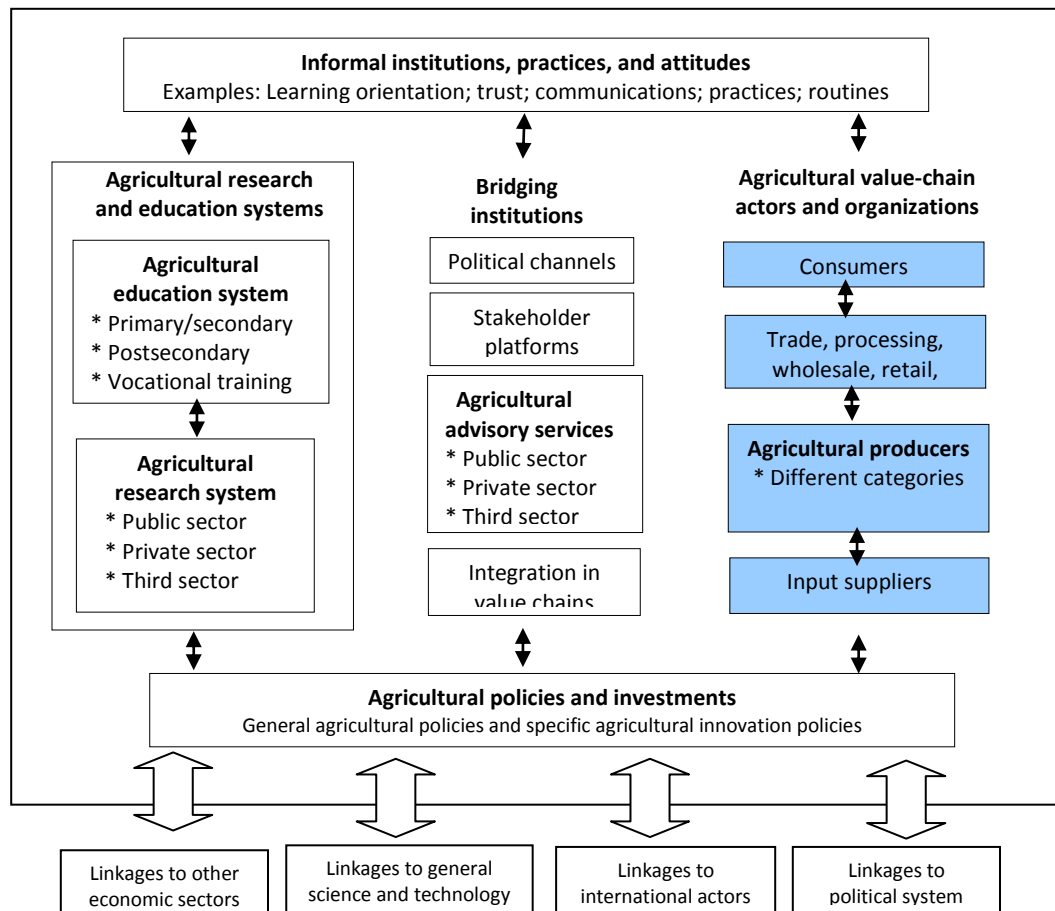 Informal institutions, practices, and attitudes
Examples: Learning orientation; trust; communications; practices; routines
Agricultural research
and education systems
Agricultural
education system
* Primary/secondary
* Postsecondary
* Vocational training
Agricultural
research system
* Public sector
* Private sector
* Third sector
Bridging
institutions
Political channels
Stakeholder
platforms
Agricultural
advisory services
* Public sector
* Private sector
* Third sector
Integration in
value chains
Agricultural value-chain
actors and organizations
Consumers
Trade, processing,
wholesale, retail,
Agricultural producers
* Different categories
Input suppliers
Agricultural policies and investments
General agricultural policies and specific agricultural innovation policies
Linkages to other
economic sectors
Linkages to general
science and technology
Linkages to
international actors
Linkages to
political system